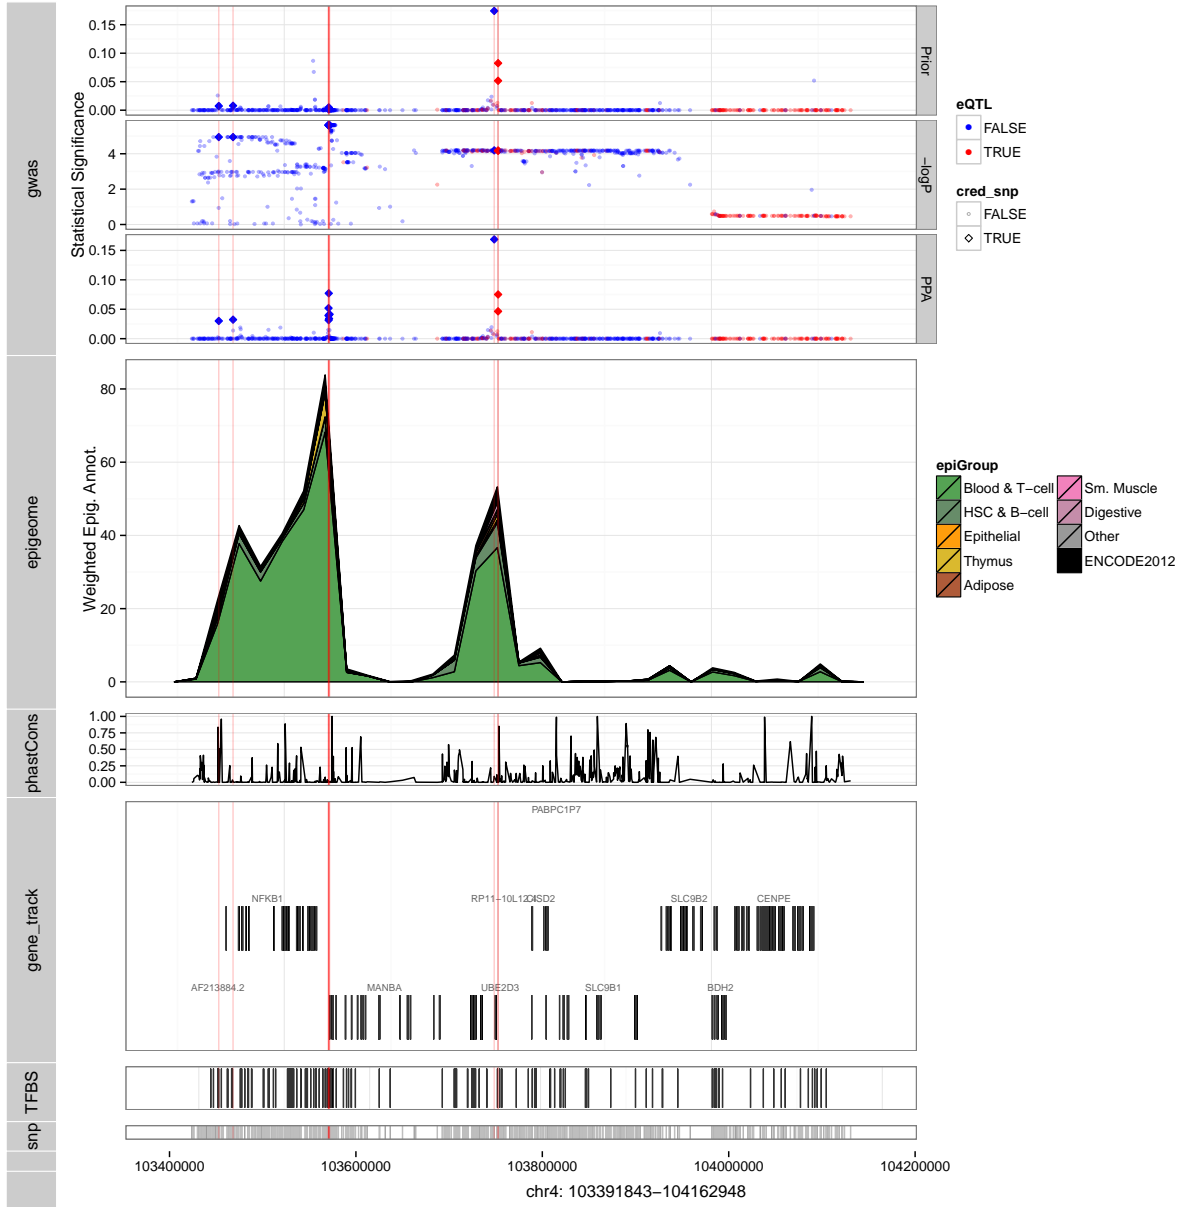 gwas
Statistical Significance
0.15
0.10
0.05
0.00
Prior
4
2
0
−logP
0.15
0.10
0.05
0.00
PPA
eQTL
FALSE
TRUE
cred_snp
FALSE
TRUE
epigeome
Weighted Epig. Annot.
80
60
40
20
0
epiGroup
Blood & T−cell
HSC & B−cell
Epithelial
Thymus
Adipose
Sm. Muscle
Digestive
Other
ENCODE2012
phastCons
1.00
0.75
0.50
0.25
0.00
gene_track
PABPC1P7
NFKB1
RP11−10L12.4
CISD2
SLC9B2
CENPE
AF213884.2
MANBA
UBE2D3
SLC9B1
BDH2
TFBS
snp
103400000 103600000 103800000 104000000 104200000
chr4: 103391843−104162948